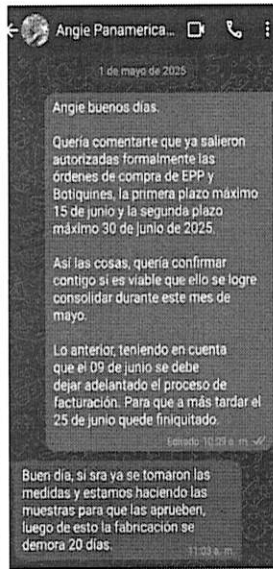 Angie Panamerica...
1 de mayo de 2025
Angie buenos días.
Quería comentarte que ya salieron
autorizadas formalmente las
órdenes de compra de EPP y
Botiquines, la primera plazo máximo
15 de junio y la segunda plazo
máximo 30 de junio de 2025.
Así las cosas, quería confirmar
contigo si es viable que ello se logre
consolidar durante este mes de
mayo.
Lo anterior, teniendo en cuenta
que el 09 de junio se debe
dejar adelantado el proceso de
facturación. Para que a más tardar el
25 de junio quede finiquitado.
Editado 10:09 a. m.
Buen día, si sra ya se tomaron las
medidas y estamos haciendo las
muestras para que las aprueben,
luego de esto la fabricación se
demora 20 días.
11:03 a. m.